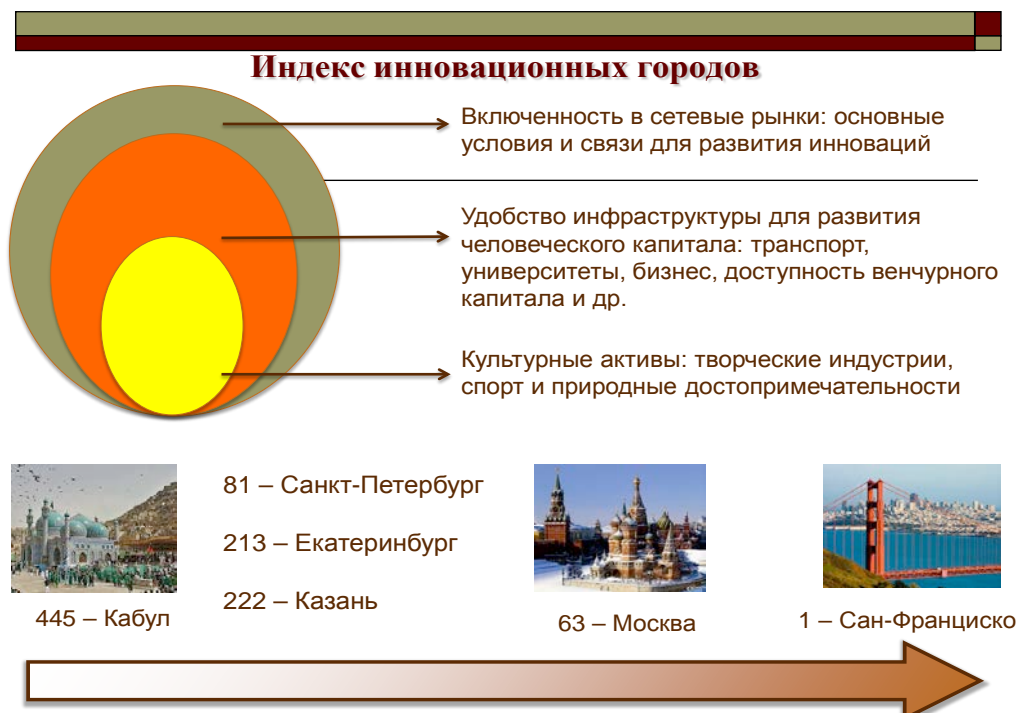 Индекс инновационных городов
Включенность в сетевые рынки: основные
условия и связи для развития инноваций
Удобство инфраструктуры для развития
человеческого капитала: транспорт,
университеты, бизнес, доступность венчурного
капитала и др.
Культурные активы: творческие индустрии,
спорт и природные достопримечательности
81 – Санкт-Петербург
213 – Екатеринбург
222 – Казань
445 – Кабул
63 – Москва
1 – Сан-Франциско